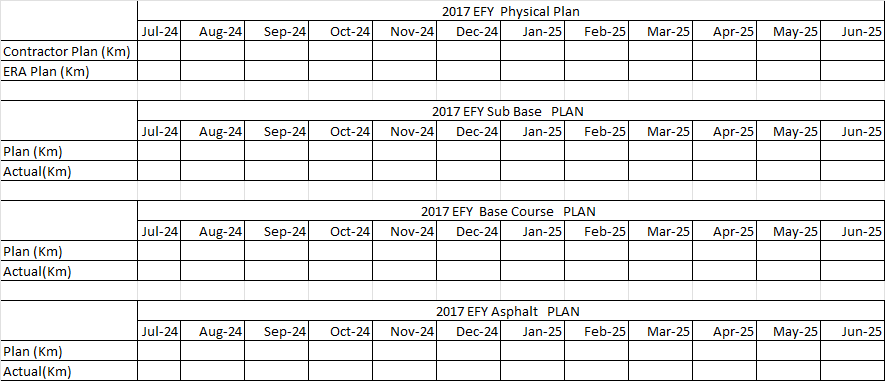 2017 EFY  Physical Plan
Jul-24 Aug-24 Sep-24 Oct-24 Nov-24 Dec-24 Jan-25 Feb-25 Mar-25 Apr-25 May-25 Jun-25
Contractor Plan (Km)
ERA Plan (Km)
2017 EFY Sub Base   PLAN
Jul-24 Aug-24 Sep-24 Oct-24 Nov-24 Dec-24 Jan-25 Feb-25 Mar-25 Apr-25 May-25 Jun-25
Plan (Km)
Actual(Km)
2017 EFY  Base Course   PLAN
Jul-24 Aug-24 Sep-24 Oct-24 Nov-24 Dec-24 Jan-25 Feb-25 Mar-25 Apr-25 May-25 Jun-25
Plan (Km)
Actual(Km)
2017 EFY Asphalt   PLAN
Jul-24 Aug-24 Sep-24 Oct-24 Nov-24 Dec-24 Jan-25 Feb-25 Mar-25 Apr-25 May-25 Jun-25
Plan (Km)
Actual(Km)